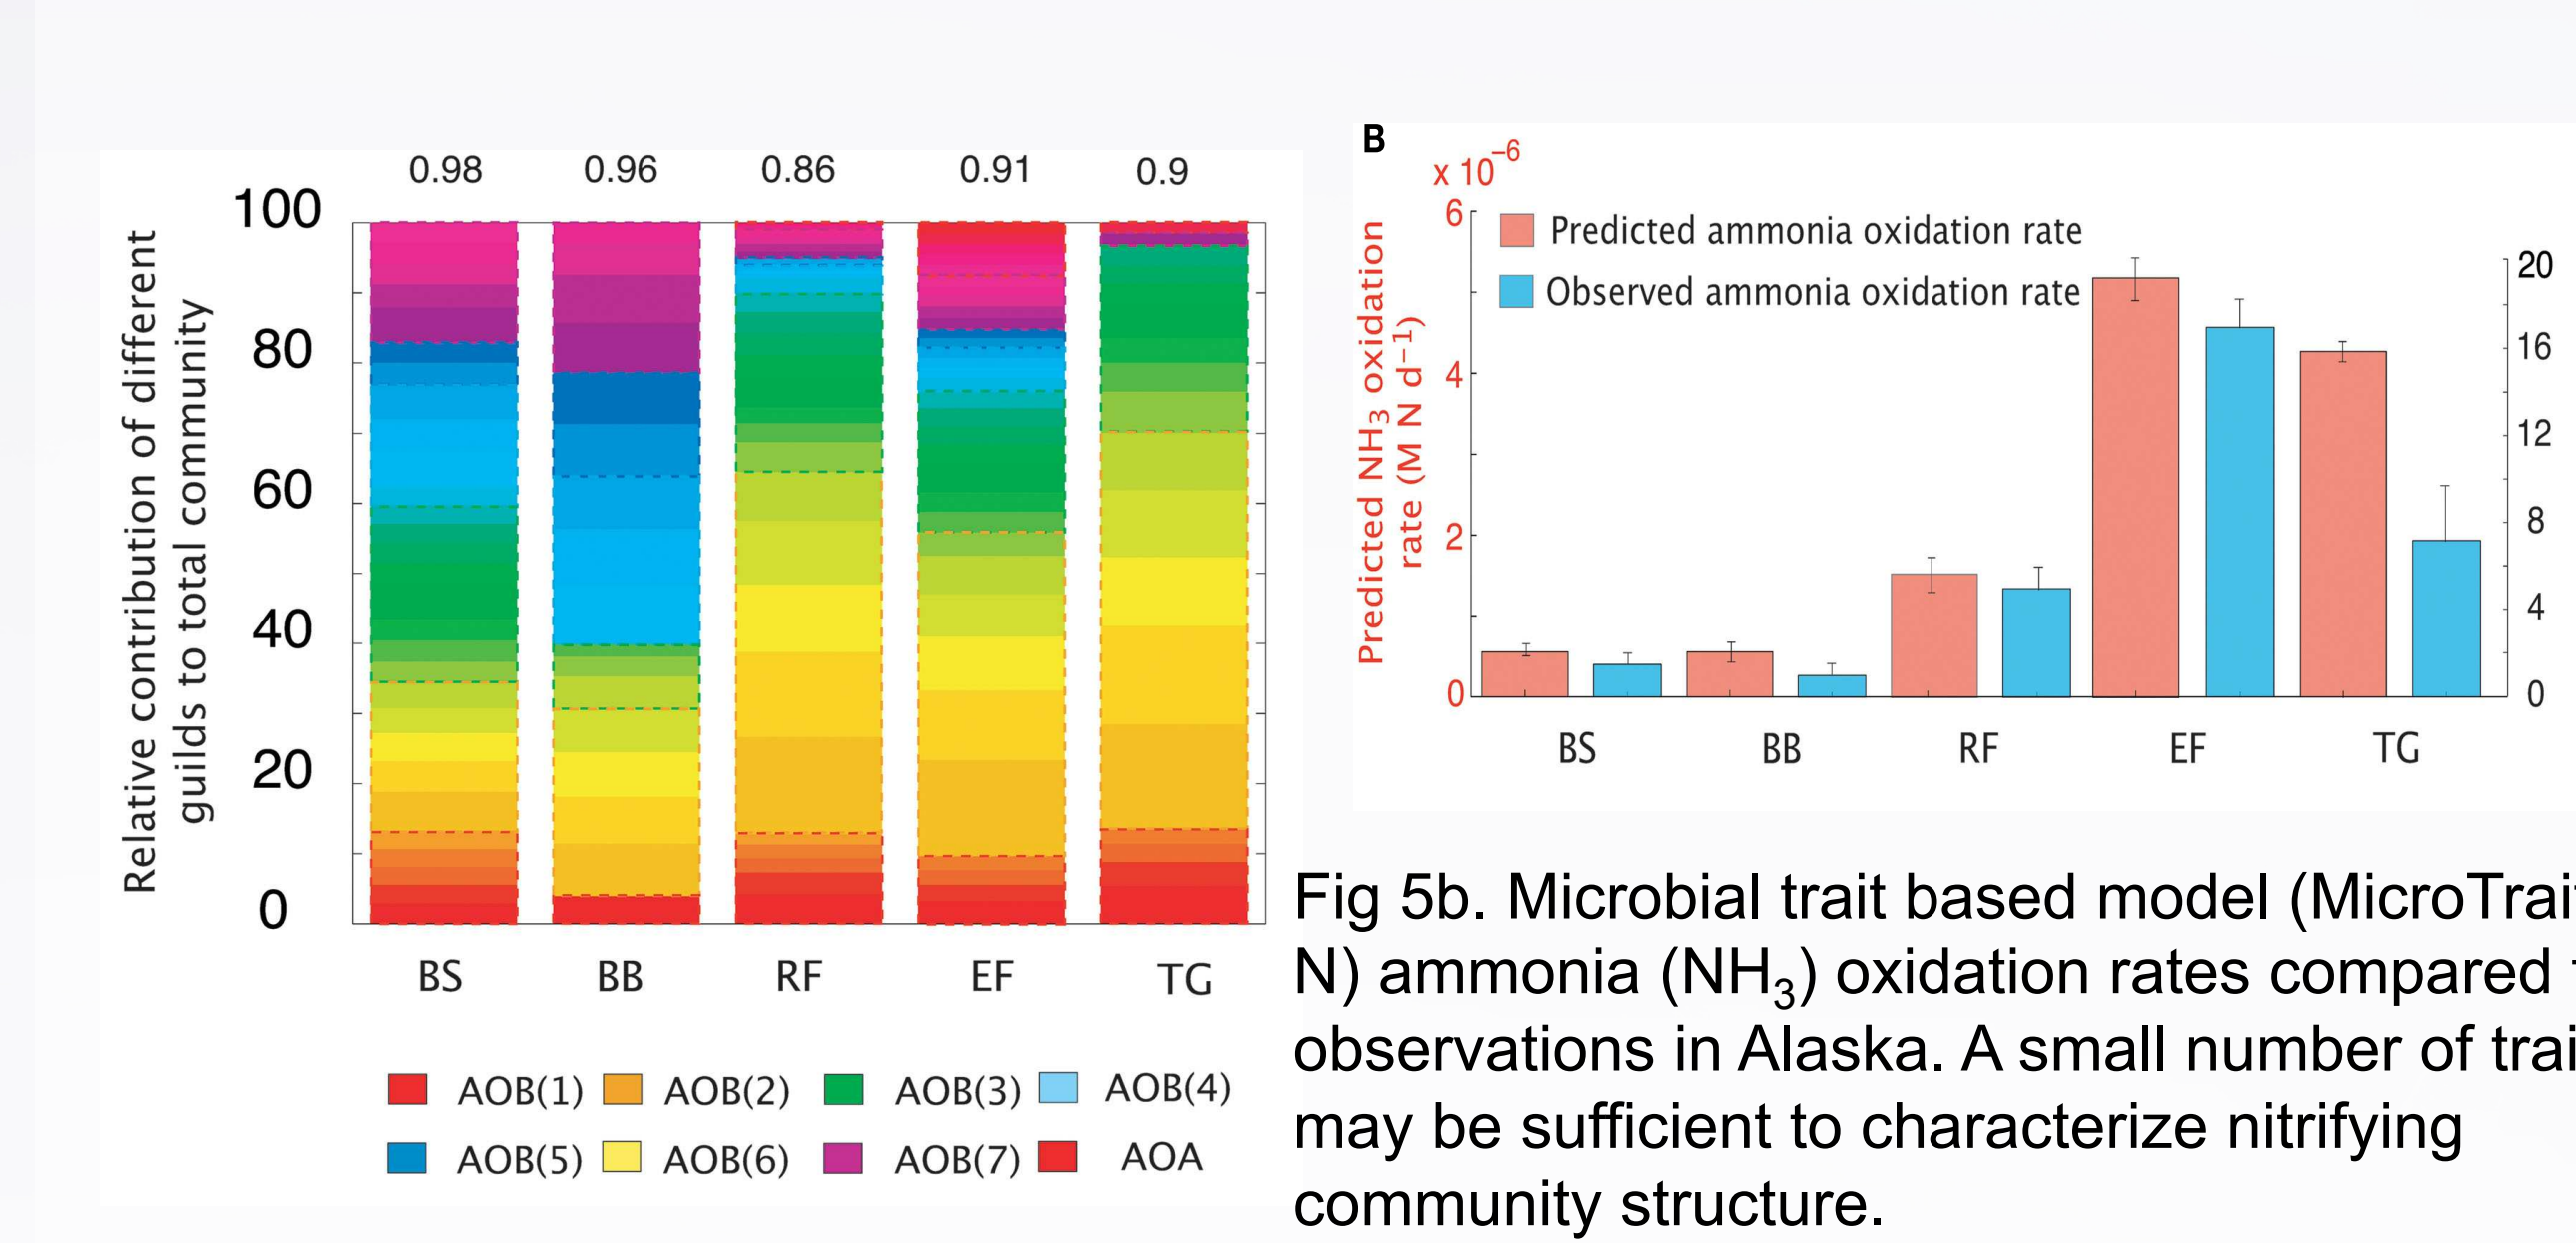 0.98 0.96 0.86 0.91 0.9
Relative contribution of different
guilds to total community
100
80
60
40
20
0
BS BB RF EF TG
AOB(1) AOB(2) AOB(3) AOB(4)
AOB(5) AOB(6) AOB(7) AOA
B
x 10⁻⁶
Predicted NH₃ oxidation
rate (M N d⁻¹)
6
4
2
0
Predicted ammonia oxidation rate
Observed ammonia oxidation rate
20
16
12
8
4
0
BS BB RF EF TG
Fig 5b. Microbial trait based model (MicroTrait
N) ammonia (NH₃) oxidation rates compared
observations in Alaska. A small number of trai
may be sufficient to characterize nitrifying
community structure.